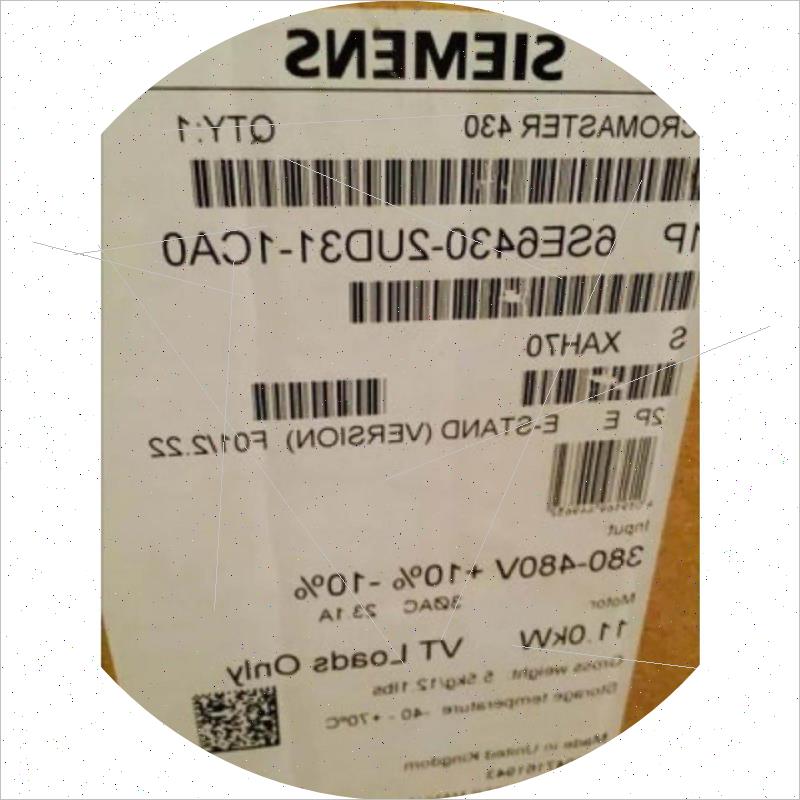 SIEMENS
CROMASTER 430 QTY:1
1P 6SE6430-2UD31-1CA0
S XAH70
2P E E-STAND (VERSION) F01/2.22
Input
380-480V +10% -10%
3ØAC 23.1A
Motor
11.0kW VT Loads Only
Gross weight: 5.5kg/12.1lbs
Storage temperature -40 - +70°C
Made in United Kingdom